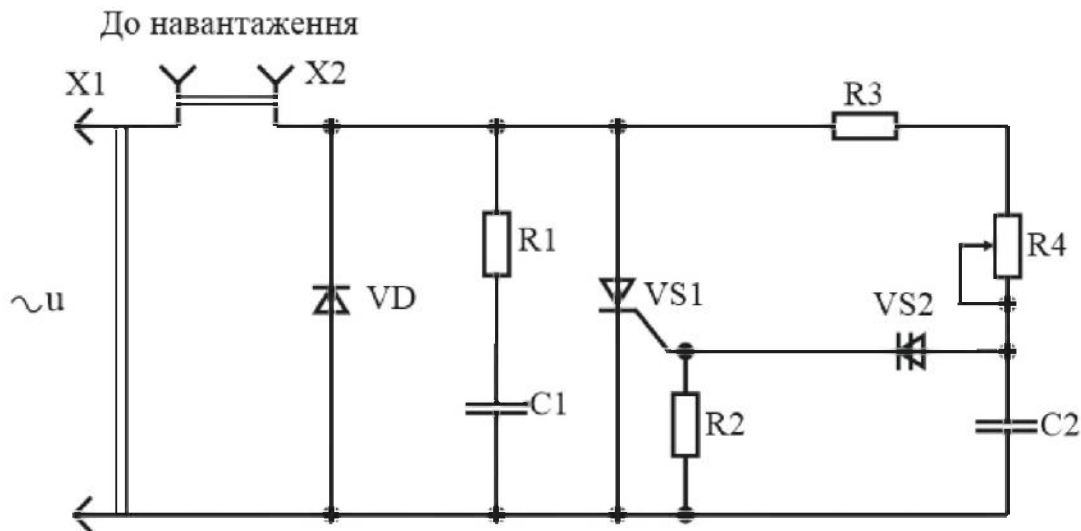 До навантаження
X1
X2
R3
R1
R4
~u
VD
VS1
VS2
C1
R2
C2